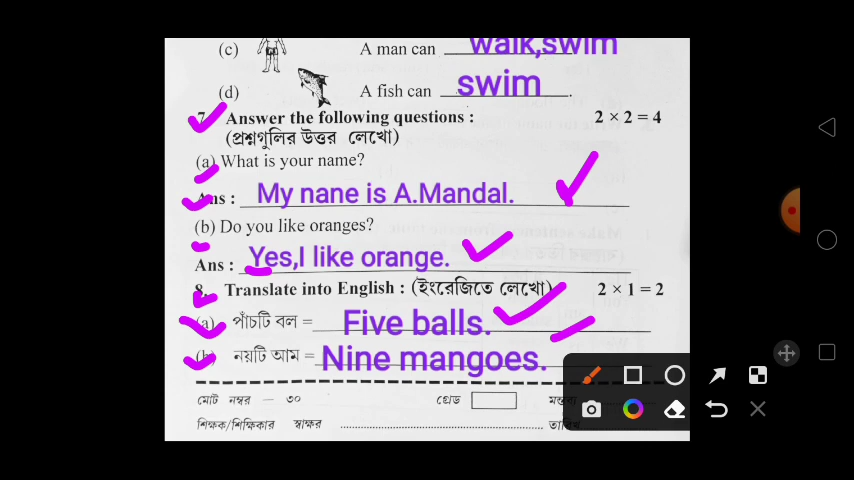 (c) A man can walk,swim
(d) A fish can swim.
7. Answer the following questions : 2 × 2 = 4
(প্রশ্নগুলির উত্তর লেখো)
(a) What is your name?
Ans : My nane is A.Mandal.
(b) Do you like oranges?
Ans : Yes,I like orange.
8. Translate into English : (ইংরেজিতে লেখো) 2 × 1 = 2
(a) পাঁচটি বল = Five balls.
(b) নয়টি আম = Nine mangoes.
মোট নম্বর — ৩০ গ্রেড মন্তব্য
শিক্ষক/শিক্ষিকার স্বাক্ষর তারিখ